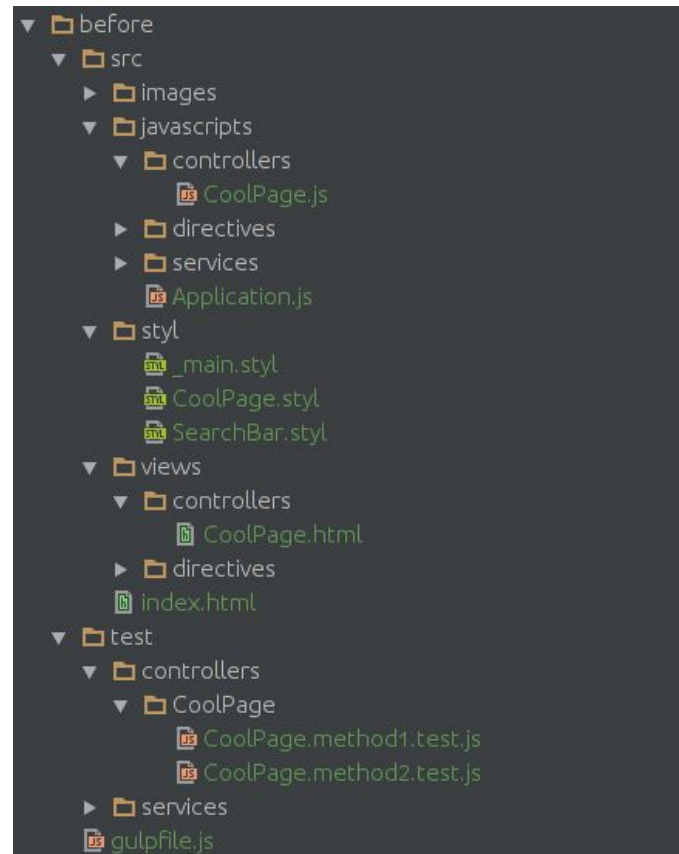 before
src
images
javascripts
controllers
CoolPage.js
directives
services
Application.js
styl
_main.styl
CoolPage.styl
SearchBar.styl
views
controllers
CoolPage.html
directives
index.html
test
controllers
CoolPage
CoolPage.method1.test.js
CoolPage.method2.test.js
services
gulpfile.js